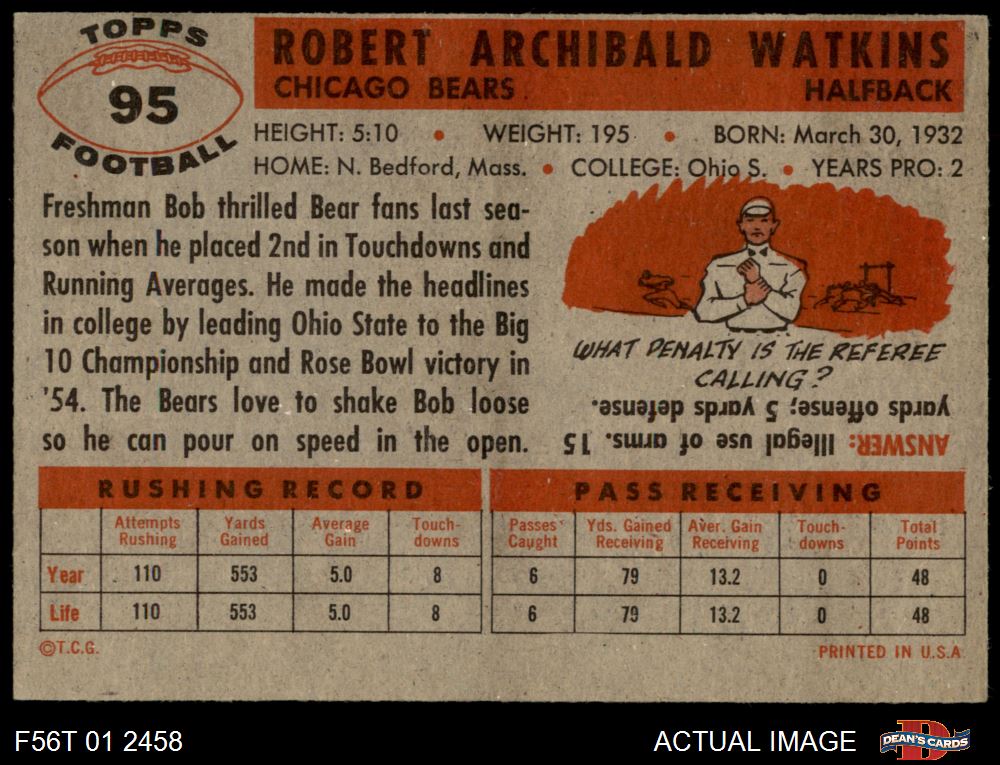 TOPPS
95
FOOTBALL
ROBERT ARCHIBALD WATKINS
CHICAGO BEARS HALFBACK
HEIGHT: 5:10 • WEIGHT: 195 • BORN: March 30, 1932
HOME: N. Bedford, Mass. • COLLEGE: Ohio S. • YEARS PRO: 2
Freshman Bob thrilled Bear fans last sea-
son when he placed 2nd in Touchdowns and
Running Averages. He made the headlines
in college by leading Ohio State to the Big
10 Championship and Rose Bowl victory in
'54. The Bears love to shake Bob loose
so he can pour on speed in the open.
WHAT PENALTY IS THE REFEREE
CALLING?
ANSWER: Illegal use of arms. 15
yards offense; 5 yards defense.
RUSHING RECORD
Attempts Rushing Yards Gained Average Gain Touch-downs
Year 110 553 5.0 8
Life 110 553 5.0 8
PASS RECEIVING
Passes Caught Yds. Gained Receiving Aver. Gain Receiving Touch-downs Total Points
6 79 13.2 0 48
6 79 13.2 0 48
©T.C.G. PRINTED IN U.S.A
F56T 01 2458 ACTUAL IMAGE DEAN'S CARDS